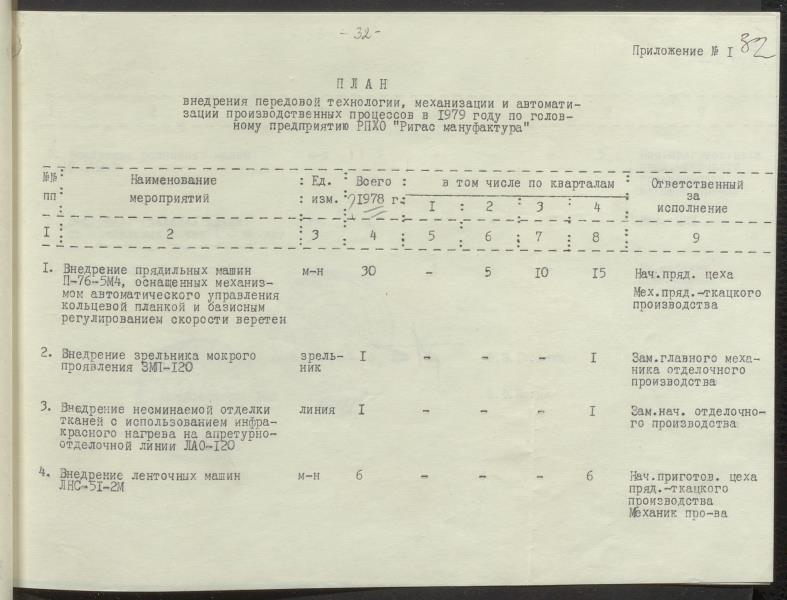 - 32 -
Приложение № I 32
П Л А Н
внедрения передовой технологии, механизации и автомати-
зации производственных процессов в 1979 году по голов-
ному предприятию РПХО "Ригас мануфактура"
№№ : Наименование : Ед. : Всего : в том числе по кварталам : Ответственный
за
пп : мероприятий : изм. : 1978 г. : I : 2 : 3 : 4 : исполнение
I : 2 : 3 : 4 : 5 : 6 : 7 : 8 : 9
I. Внедрение прядильных машин м-н 30 - 5 10 15 Нач.пряд. цеха
П-76-5М4, оснащенных механиз-
мом автоматического управления Мех.пряд.-ткацкого
кольцевой планкой и базисным производства
регулированием скорости веретен
2. Внедрение зрельника мокрого зрель- I - - - I Зам.главного меха-
проявления ЗМП-120 ник ника отделочного
производства
3. Внедрение несминаемой отделки линия I - - - I Зам.нач. отделочно-
тканей с использованием инфра- го производства
красного нагрева на апретурно-
отделочной линии ЛАО-120
4. Внедрение ленточных машин м-н 6 - - - 6 Нач.приготов. цеха
ЛНС-51-2М пряд.-ткацкого
производства
Механик про-ва